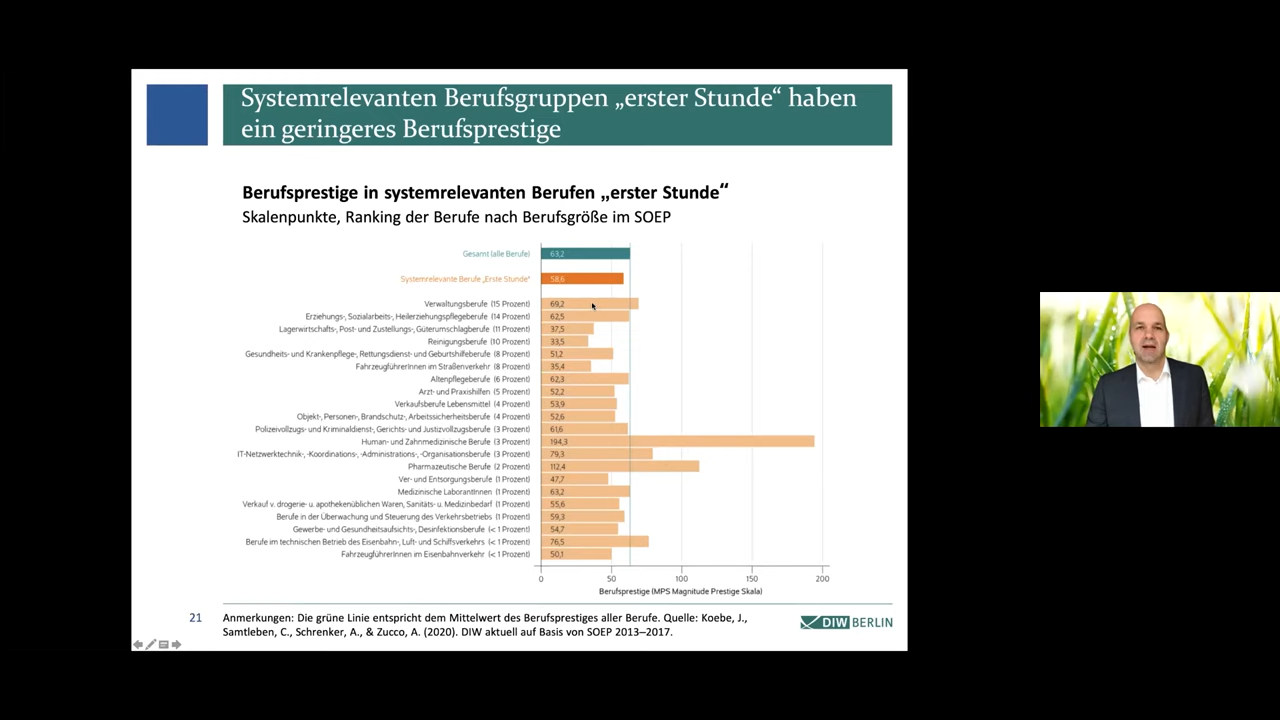 Systemrelevanten Berufsgruppen „erster Stunde“ haben
ein geringeres Berufsprestige
Berufsprestige in systemrelevanten Berufen „erster Stunde“
Skalenpunkte, Ranking der Berufe nach Berufsgröße im SOEP
Gesamt (alle Berufe) 63,2
Systemrelevante Berufe „Erste Stunde“ 58,6
Verwaltungsberufe (15 Prozent) 69,2
Erziehungs-, Sozialarbeits-, Heilerziehungspflegeberufe (14 Prozent) 62,5
Lagerwirtschafts-, Post- und Zustellungs-, Güterumschlagberufe (11 Prozent) 37,5
Reinigungsberufe (10 Prozent) 33,5
Gesundheits- und Krankenpflege-, Rettungsdienst- und Geburtshilfeberufe (8 Prozent) 51,2
FahrzeugführerInnen im Straßenverkehr (8 Prozent) 35,4
Altenpflegeberufe (6 Prozent) 62,3
Arzt- und Praxishilfen (5 Prozent) 52,2
Verkaufsberufe Lebensmittel (4 Prozent) 53,9
Objekt-, Personen-, Brandschutz-, Arbeitssicherheitsberufe (4 Prozent) 52,6
Polizeivollzugs- und Kriminaldienst-, Gerichts- und Justizvollzugsberufe (3 Prozent) 61,6
Human- und Zahnmedizinische Berufe (3 Prozent) 194,3
IT-Netzwerktechnik-, -Koordinations-, -Administrations-, -Organisationsberufe (3 Prozent) 79,3
Pharmazeutische Berufe (2 Prozent) 112,4
Ver- und Entsorgungsberufe (1 Prozent) 47,7
Medizinische LaborantInnen (1 Prozent) 63,2
Verkauf v. drogerie- u. apothekenüblichen Waren, Sanitäts- u. Medizinbedarf (1 Prozent) 55,6
Berufe in der Überwachung und Steuerung des Verkehrsbetriebs (1 Prozent) 59,3
Gewerbe- und Gesundheitsaufsichts-, Desinfektionsberufe (< 1 Prozent) 54,7
Berufe im technischen Betrieb des Eisenbahn-, Luft- und Schiffsverkehrs (< 1 Prozent) 76,5
FahrzeugführerInnen im Eisenbahnverkehr (< 1 Prozent) 50,1
0 50 100 150 200
Berufsprestige (MPS Magnitude Prestige Skala)
21
Anmerkungen: Die grüne Linie entspricht dem Mittelwert des Berufsprestiges aller Berufe. Quelle: Koebe, J.,
Samtleben, C., Schrenker, A., & Zucco, A. (2020). DIW aktuell auf Basis von SOEP 2013–2017.
DIW BERLIN